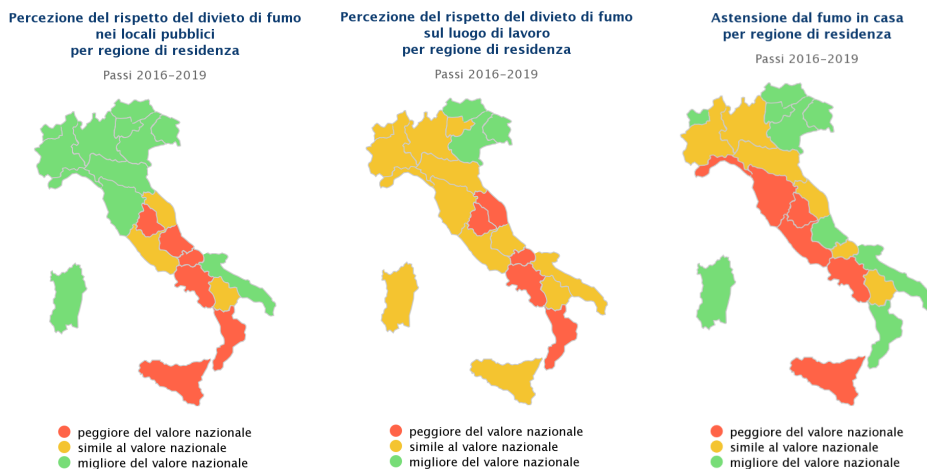 Percezione del rispetto del divieto di fumo
nei locali pubblici
per regione di residenza
Passi 2016-2019
peggiore del valore nazionale
simile al valore nazionale
migliore del valore nazionale
Percezione del rispetto del divieto di fumo
sul luogo di lavoro
per regione di residenza
Passi 2016-2019
peggiore del valore nazionale
simile al valore nazionale
migliore del valore nazionale
Astensione dal fumo in casa
per regione di residenza
Passi 2016-2019
peggiore del valore nazionale
simile al valore nazionale
migliore del valore nazionale